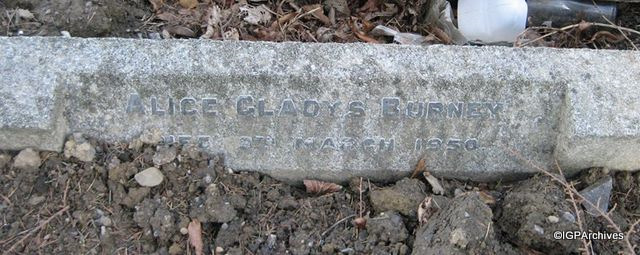 ALICE GLADYS BURNEY
MARCH 1950
©IGPArchives